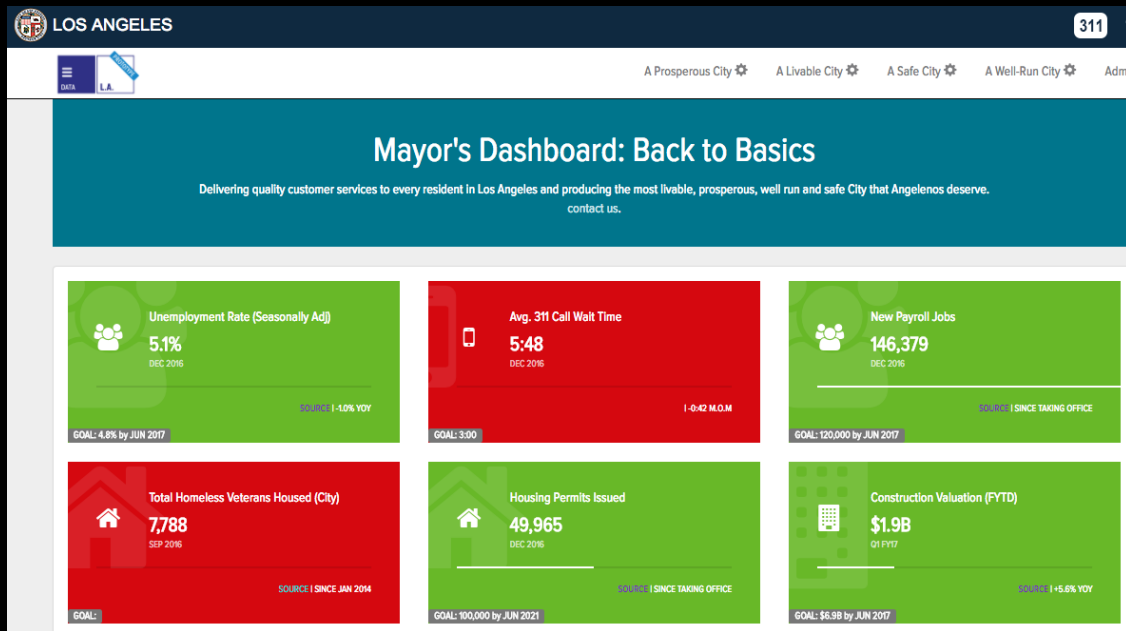 LOS ANGELES
311
DATA
L.A.
PROTOTYPE
A Prosperous City
A Livable City
A Safe City
A Well-Run City
Adm
Mayor's Dashboard: Back to Basics
Delivering quality customer services to every resident in Los Angeles and producing the most livable, prosperous, well run and safe City that Angelenos deserve.
contact us.
Unemployment Rate (Seasonally Adj)
5.1%
DEC 2016
SOURCE | -1.0% YOY
GOAL: 4.8% by JUN 2017
Avg. 311 Call Wait Time
5:48
DEC 2016
| -0:42 M.O.M
GOAL: 3:00
New Payroll Jobs
146,379
DEC 2016
SOURCE | SINCE TAKING OFFICE
GOAL: 120,000 by JUN 2017
Total Homeless Veterans Housed (City)
7,788
SEP 2016
SOURCE | SINCE JAN 2014
GOAL:
Housing Permits Issued
49,965
DEC 2016
SOURCE | SINCE TAKING OFFICE
GOAL: 100,000 by JUN 2021
Construction Valuation (FYTD)
$1.9B
Q1 FY17
SOURCE | +5.6% YOY
GOAL: $6.9B by JUN 2017